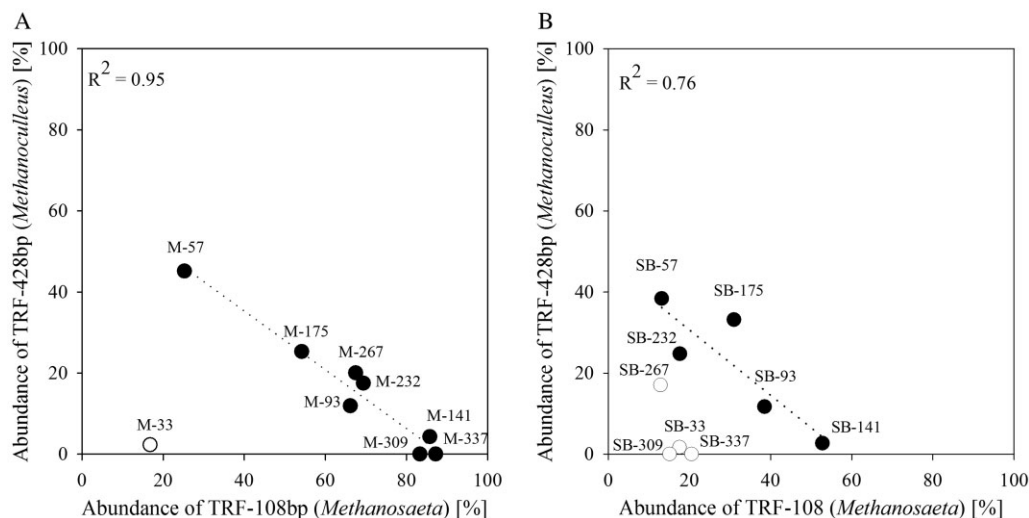 A
Abundance of TRF-428bp (Methanoculleus) [%]
100
80
60
40
20
0
R2 = 0.95
M-57
M-175
M-267
M-232
M-93
M-33
M-141
M-309
M-337
0 20 40 60 80 100
Abundance of TRF-108bp (Methanosaeta) [%]
B
Abundance of TRF-428bp (Methanoculleus) [%]
100
80
60
40
20
0
R2 = 0.76
SB-57
SB-175
SB-232
SB-267
SB-93
SB-33
SB-141
SB-309
SB-337
0 20 40 60 80 100
Abundance of TRF-108 (Methanosaeta) [%]